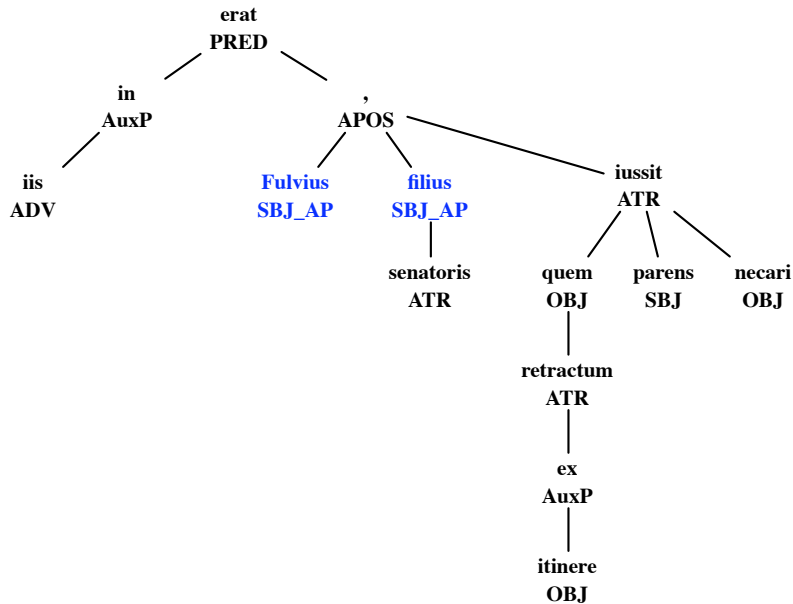 erat
PRED
in
AuxP
,
APOS
iis
ADV
Fulvius
SBJ_AP
filius
SBJ_AP
iussit
ATR
senatoris
ATR
quem
OBJ
parens
SBJ
necari
OBJ
retractum
ATR
ex
AuxP
itinere
OBJ